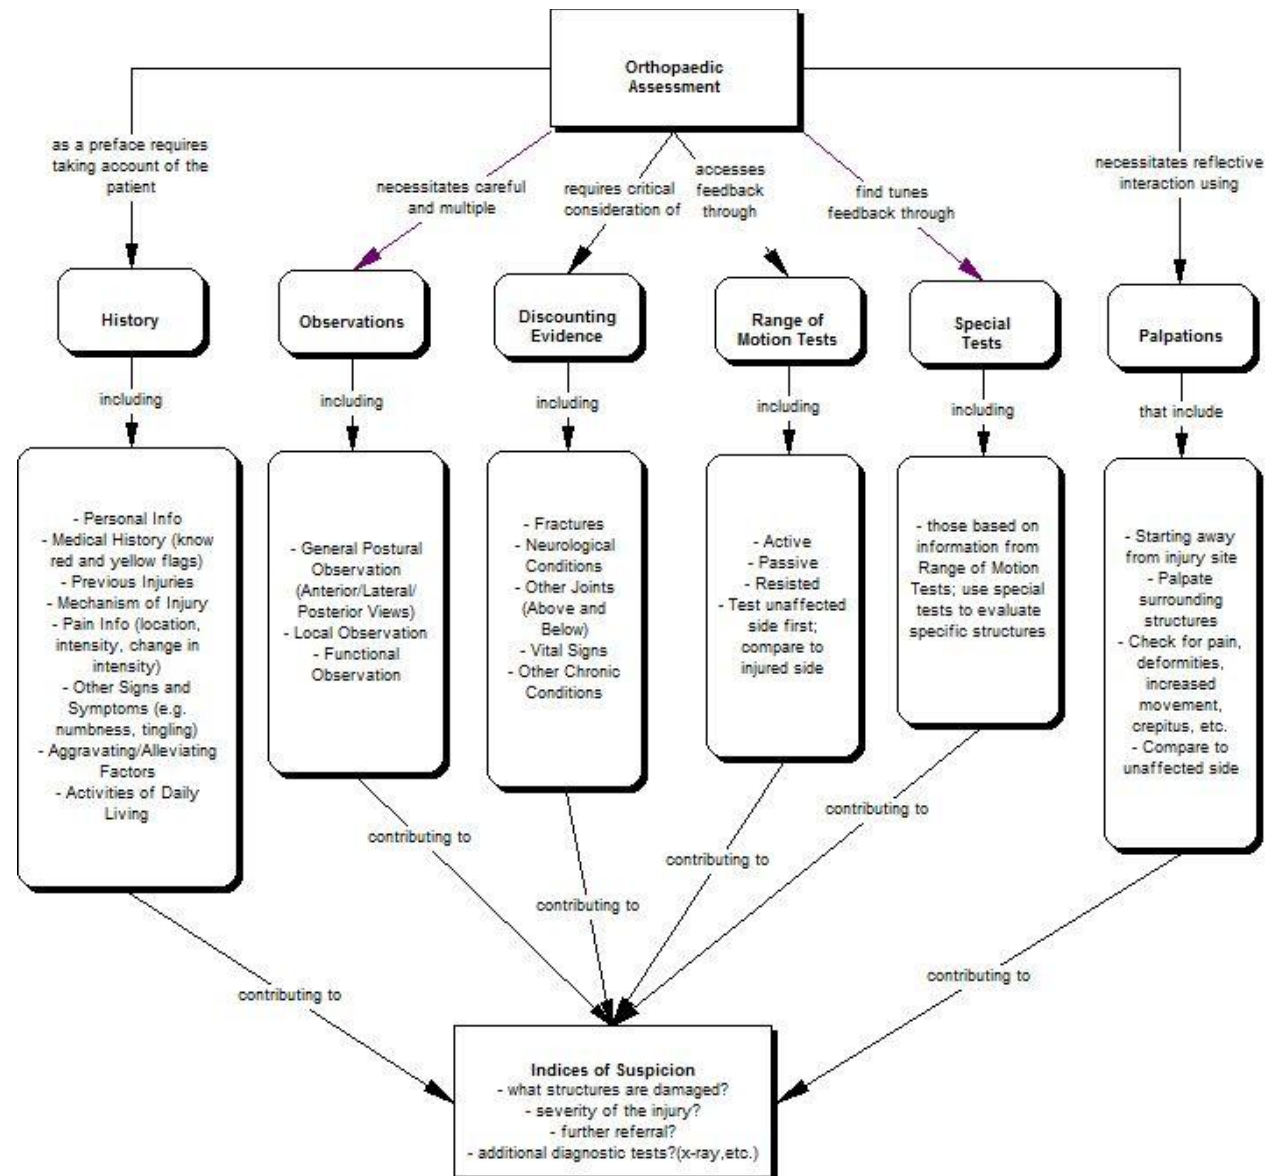 Orthopaedic
Assessment
as a preface requires
taking account of the
patient
necessitates careful
and multiple
requires critical
consideration of
accesses
feedback
through
find tunes
feedback through
necessitates reflective
interaction using
History
Observations
Discounting
Evidence
Range of
Motion Tests
Special
Tests
Palpations
including
including
including
including
including
that include
- Personal Info
- Medical History (know
red and yellow flags)
- Previous Injuries
- Mechanism of Injury
- Pain Info (location,
intensity, change in
intensity)
- Other Signs and
Symptoms (e.g.
numbness, tingling)
- Aggravating/Alleviating
Factors
- Activities of Daily
Living
- General Postural
Observation
(Anterior/Lateral/
Posterior Views)
- Local Observation
- Functional
Observation
- Fractures
- Neurological
Conditions
- Other Joints
(Above and
Below)
- Vital Signs
- Other Chronic
Conditions
- Active
- Passive
- Resisted
- Test unaffected
side first;
compare to
injured side
- those based on
information from
Range of Motion
Tests; use special
tests to evaluate
specific structures
- Starting away
from injury site
- Palpate
surrounding
structures
- Check for pain,
deformities,
increased
movement,
crepitus, etc.
- Compare to
unaffected side
contributing to
contributing to
contributing to
contributing to
contributing to
contributing to
Indices of Suspicion
- what structures are damaged?
- severity of the injury?
- further referral?
- additional diagnostic tests?(x-ray,etc.)